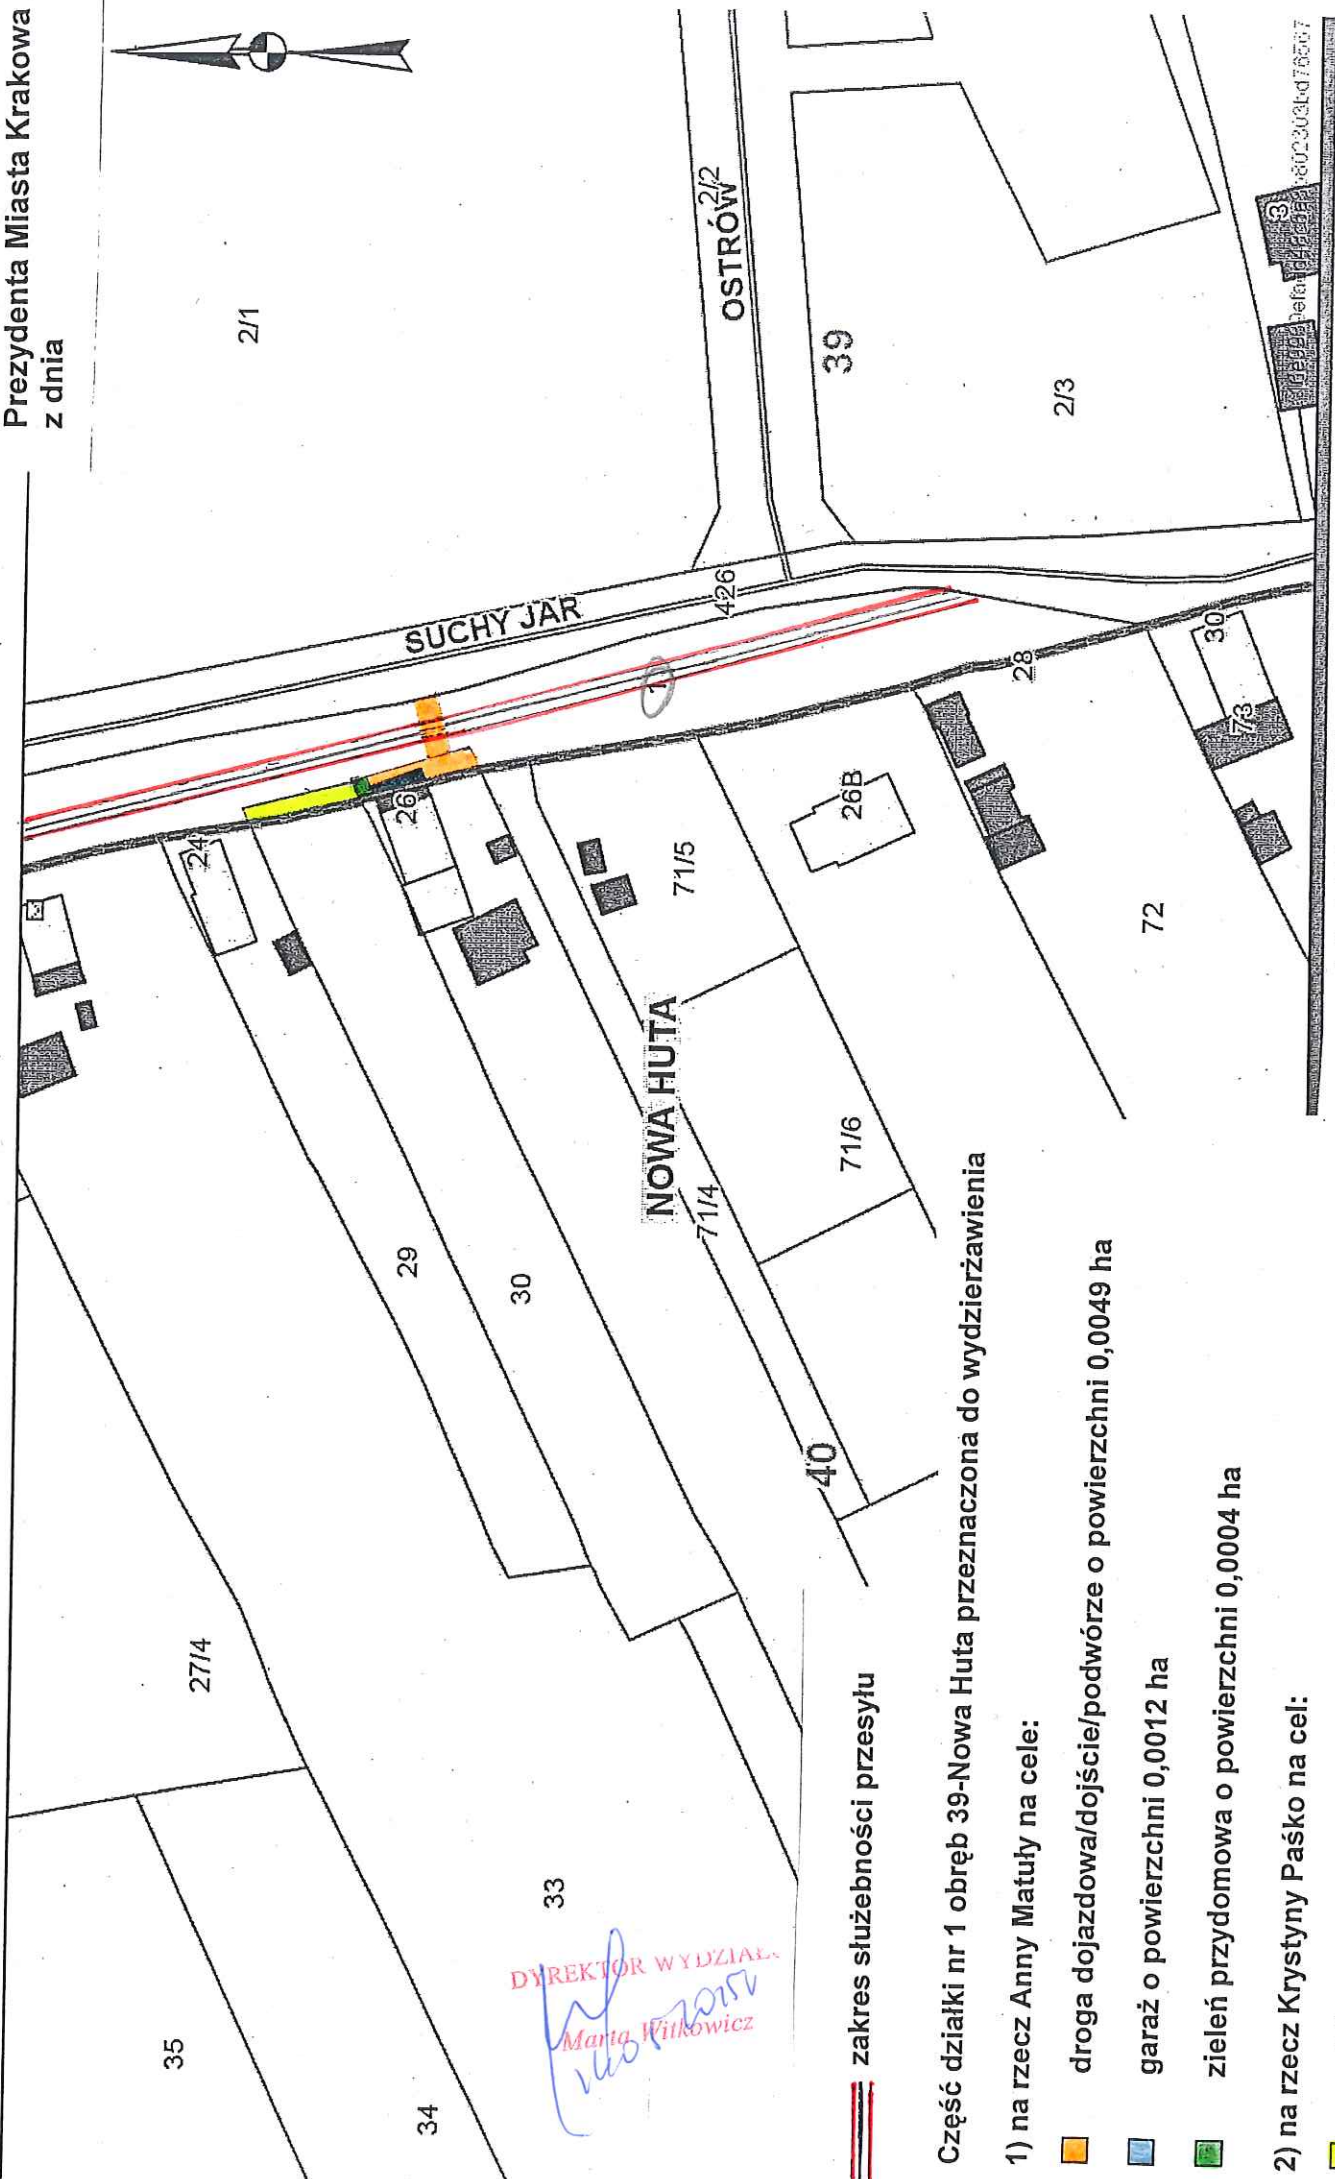 Prezydenta Miasta Krakowa
z dnia
2/1
SUCHY JAR
426
OSTRÓW
2/2
39
2/3
3
1
24
26
28
30
73
26B
71/5
72
NOWA HUTA
71/4
71/6
29
30
40
27/4
33
35
34
DYREKTOR WYDZIAŁ
Marta Witkowicz
zakres służebności przesyłu
Część działki nr 1 obręb 39-Nowa Huta przeznaczona do wydzierżawienia
1) na rzecz Anny Matuły na cele:
droga dojazdowa/dojście/podwórze o powierzchni 0,0049 ha
garaż o powierzchni 0,0012 ha
zieleń przydomowa o powierzchni 0,0004 ha
2) na rzecz Krystyny Paśko na cel: